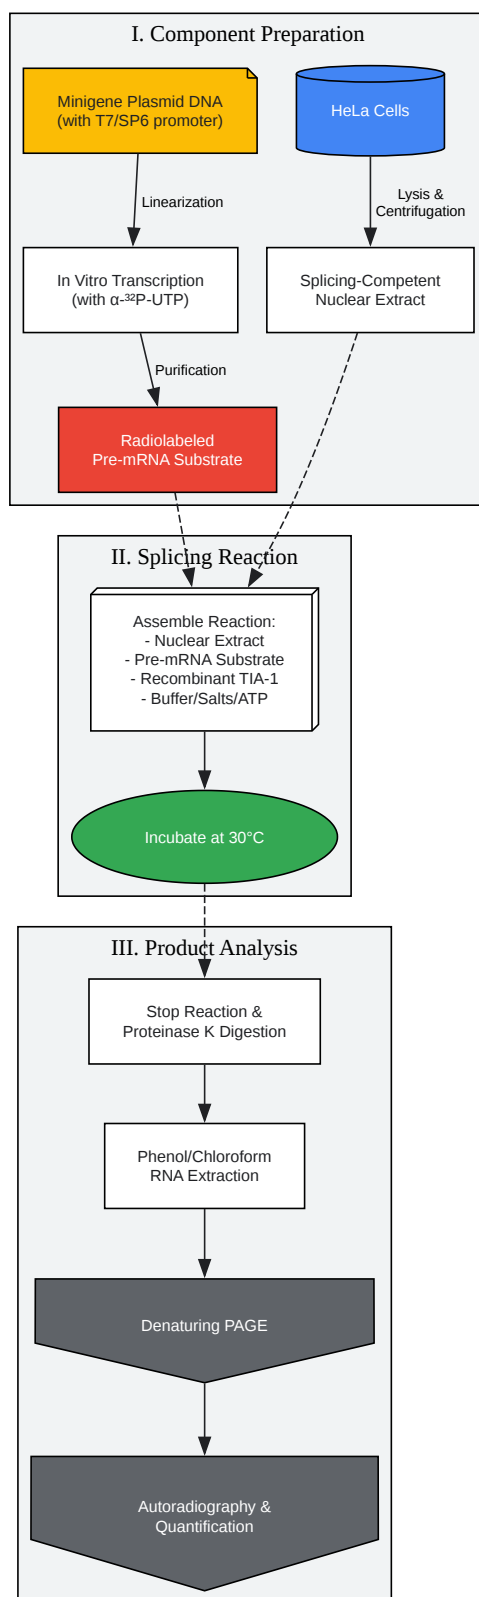 I. Component Preparation
Minigene Plasmid DNA
(with T7/SP6 promoter)
HeLa Cells
Linearization
Lysis &
Centrifugation
In Vitro Transcription
(with α-³²P-UTP)
Splicing-Competent
Nuclear Extract
Purification
Radiolabeled
Pre-mRNA Substrate
II. Splicing Reaction
Assemble Reaction:
- Nuclear Extract
- Pre-mRNA Substrate
- Recombinant TIA-1
- Buffer/Salts/ATP
Incubate at 30°C
III. Product Analysis
Stop Reaction &
Proteinase K Digestion
Phenol/Chloroform
RNA Extraction
Denaturing PAGE
Autoradiography &
Quantification